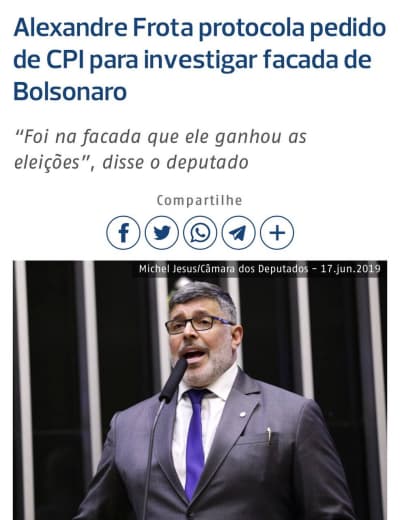 Alexandre Frota protocola pedido
de CPI para investigar facada de
Bolsonaro
“Foi na facada que ele ganhou as
eleições”, disse o deputado
Compartilhe
Michel Jesus/Câmara dos Deputados – 17.jun.2019